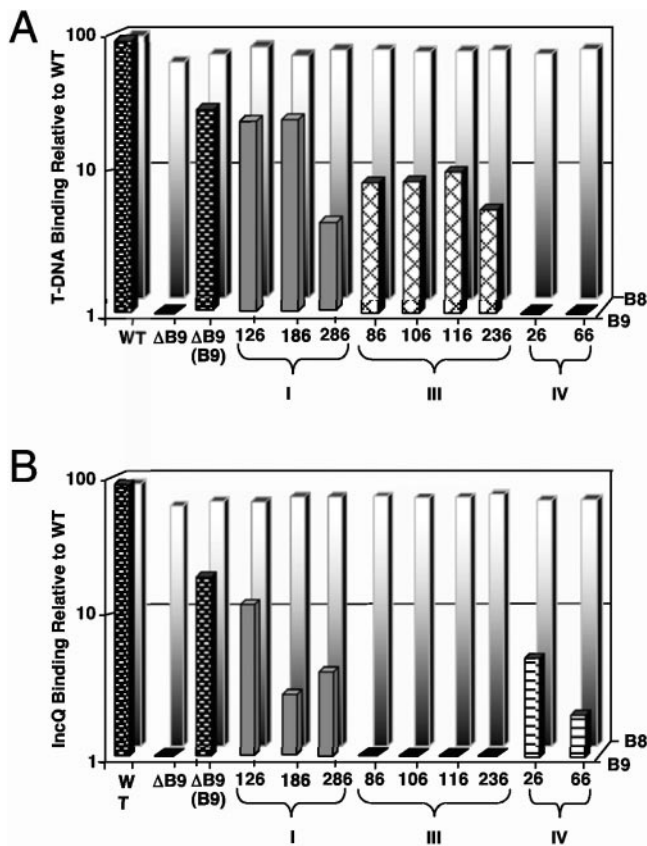 A
T-DNA Binding Relative to WT
100
10
1
B8
B9
WT ΔB9 ΔB9 126 186 286 86 106 116 236 26 66
(B9)
I III IV
B
IncQ Binding Relative to WT
100
10
1
B8
B9
W ΔB9 ΔB9 126 186 286 86 106 116 236 26 66
T (B9)
I III IV